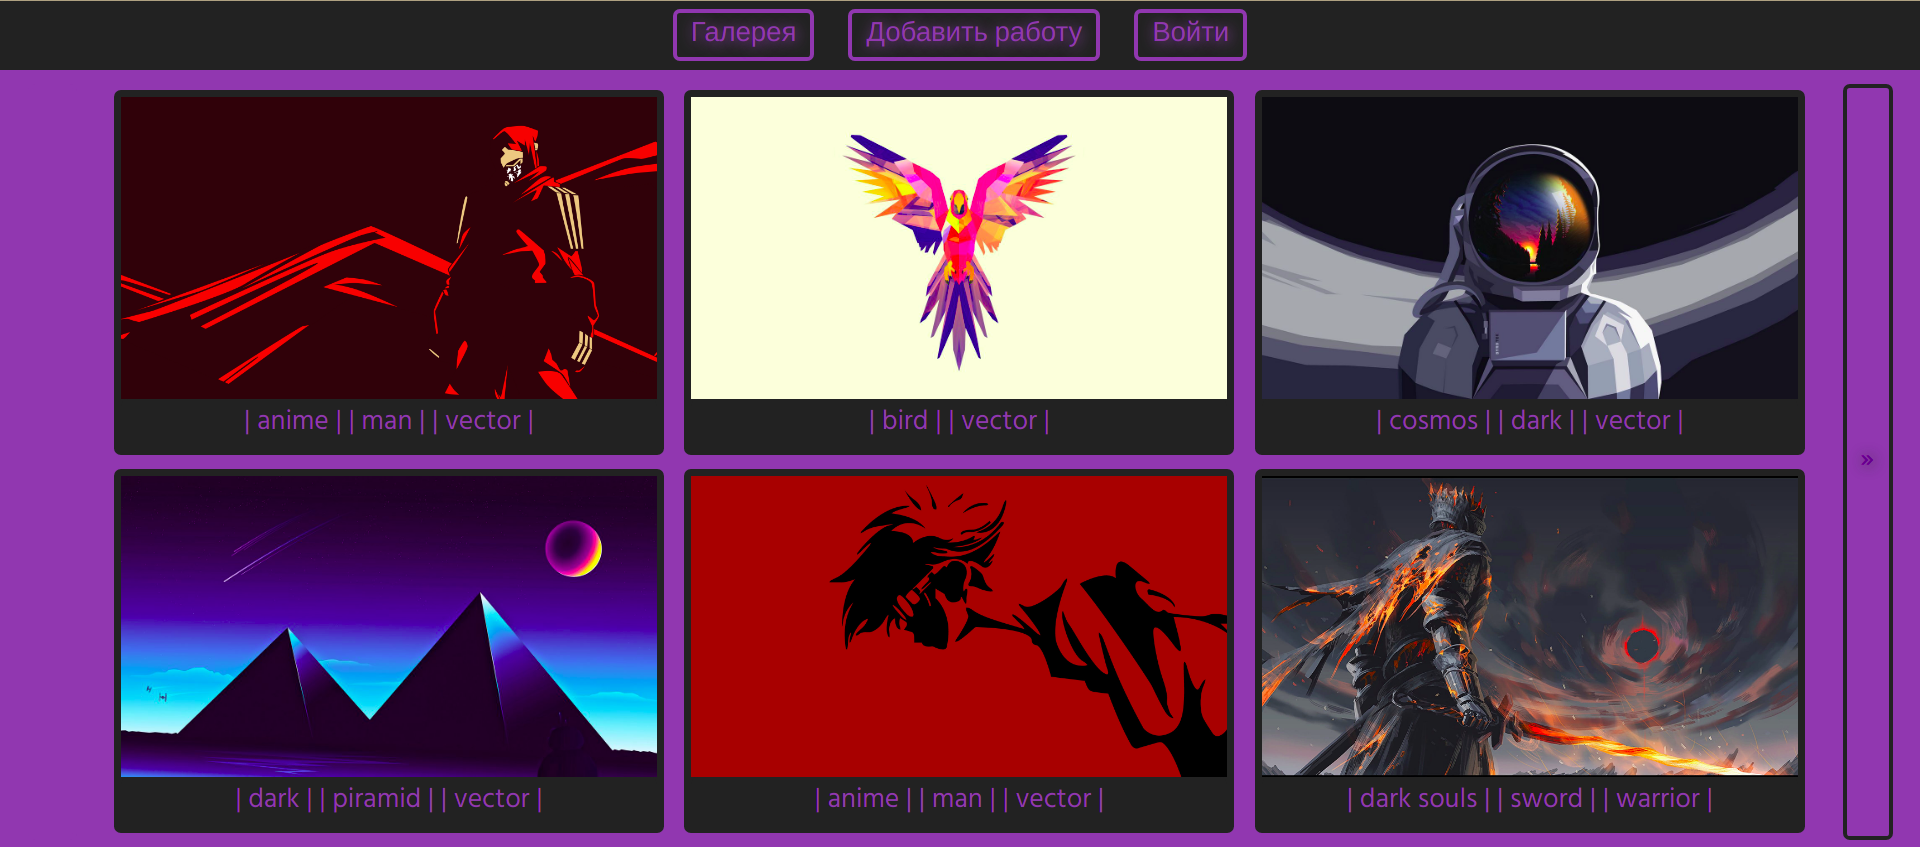 Галерея Добавить работу Войти
| anime | | man | | vector |
| bird | | vector |
| cosmos | | dark | | vector |
»
| dark | | piramid | | vector |
| anime | | man | | vector |
| dark souls | | sword | | warrior |